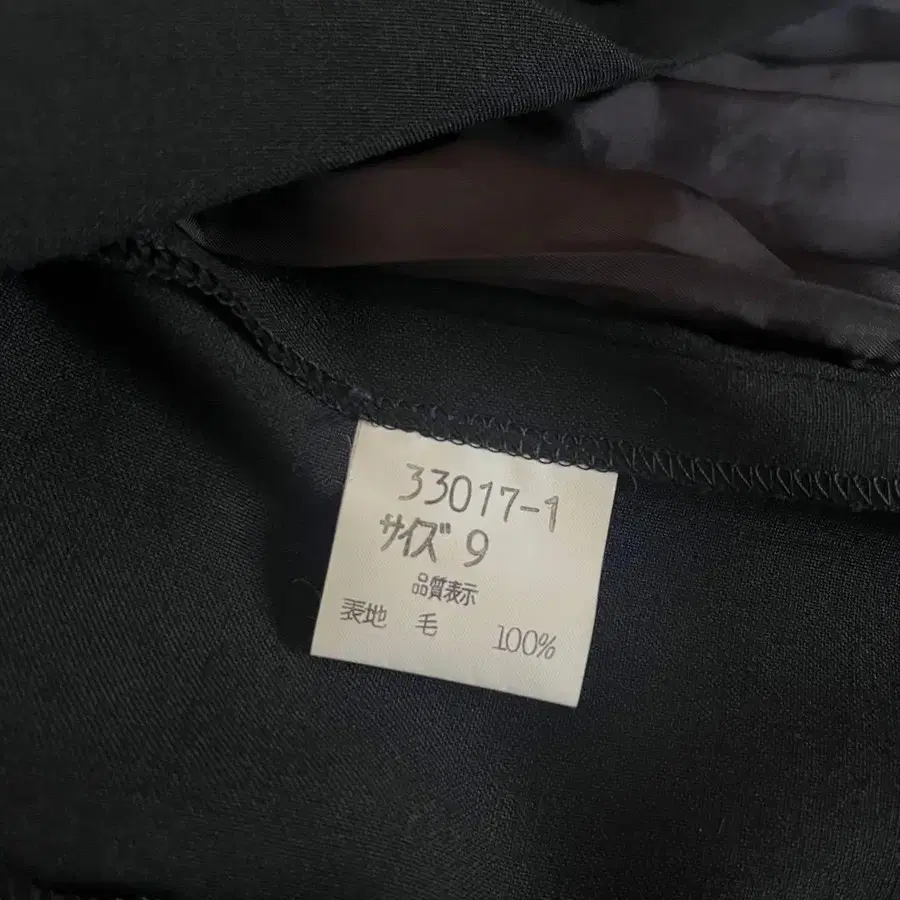 33017-1
サイズ 9
品質表示
表地 毛 100%